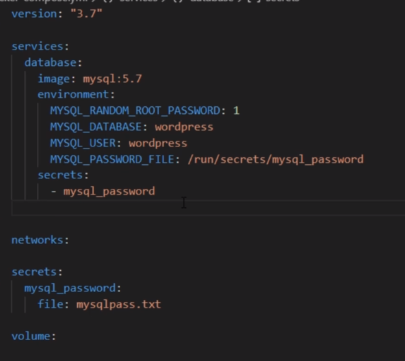 version: "3.7"
services:
database:
image: mysql:5.7
environment:
MYSQL_RANDOM_ROOT_PASSWORD: 1
MYSQL_DATABASE: wordpress
MYSQL_USER: wordpress
MYSQL_PASSWORD_FILE: /run/secrets/mysql_password
secrets:
- mysql_password
networks:
secrets:
mysql_password:
file: mysqlpass.txt
volume: